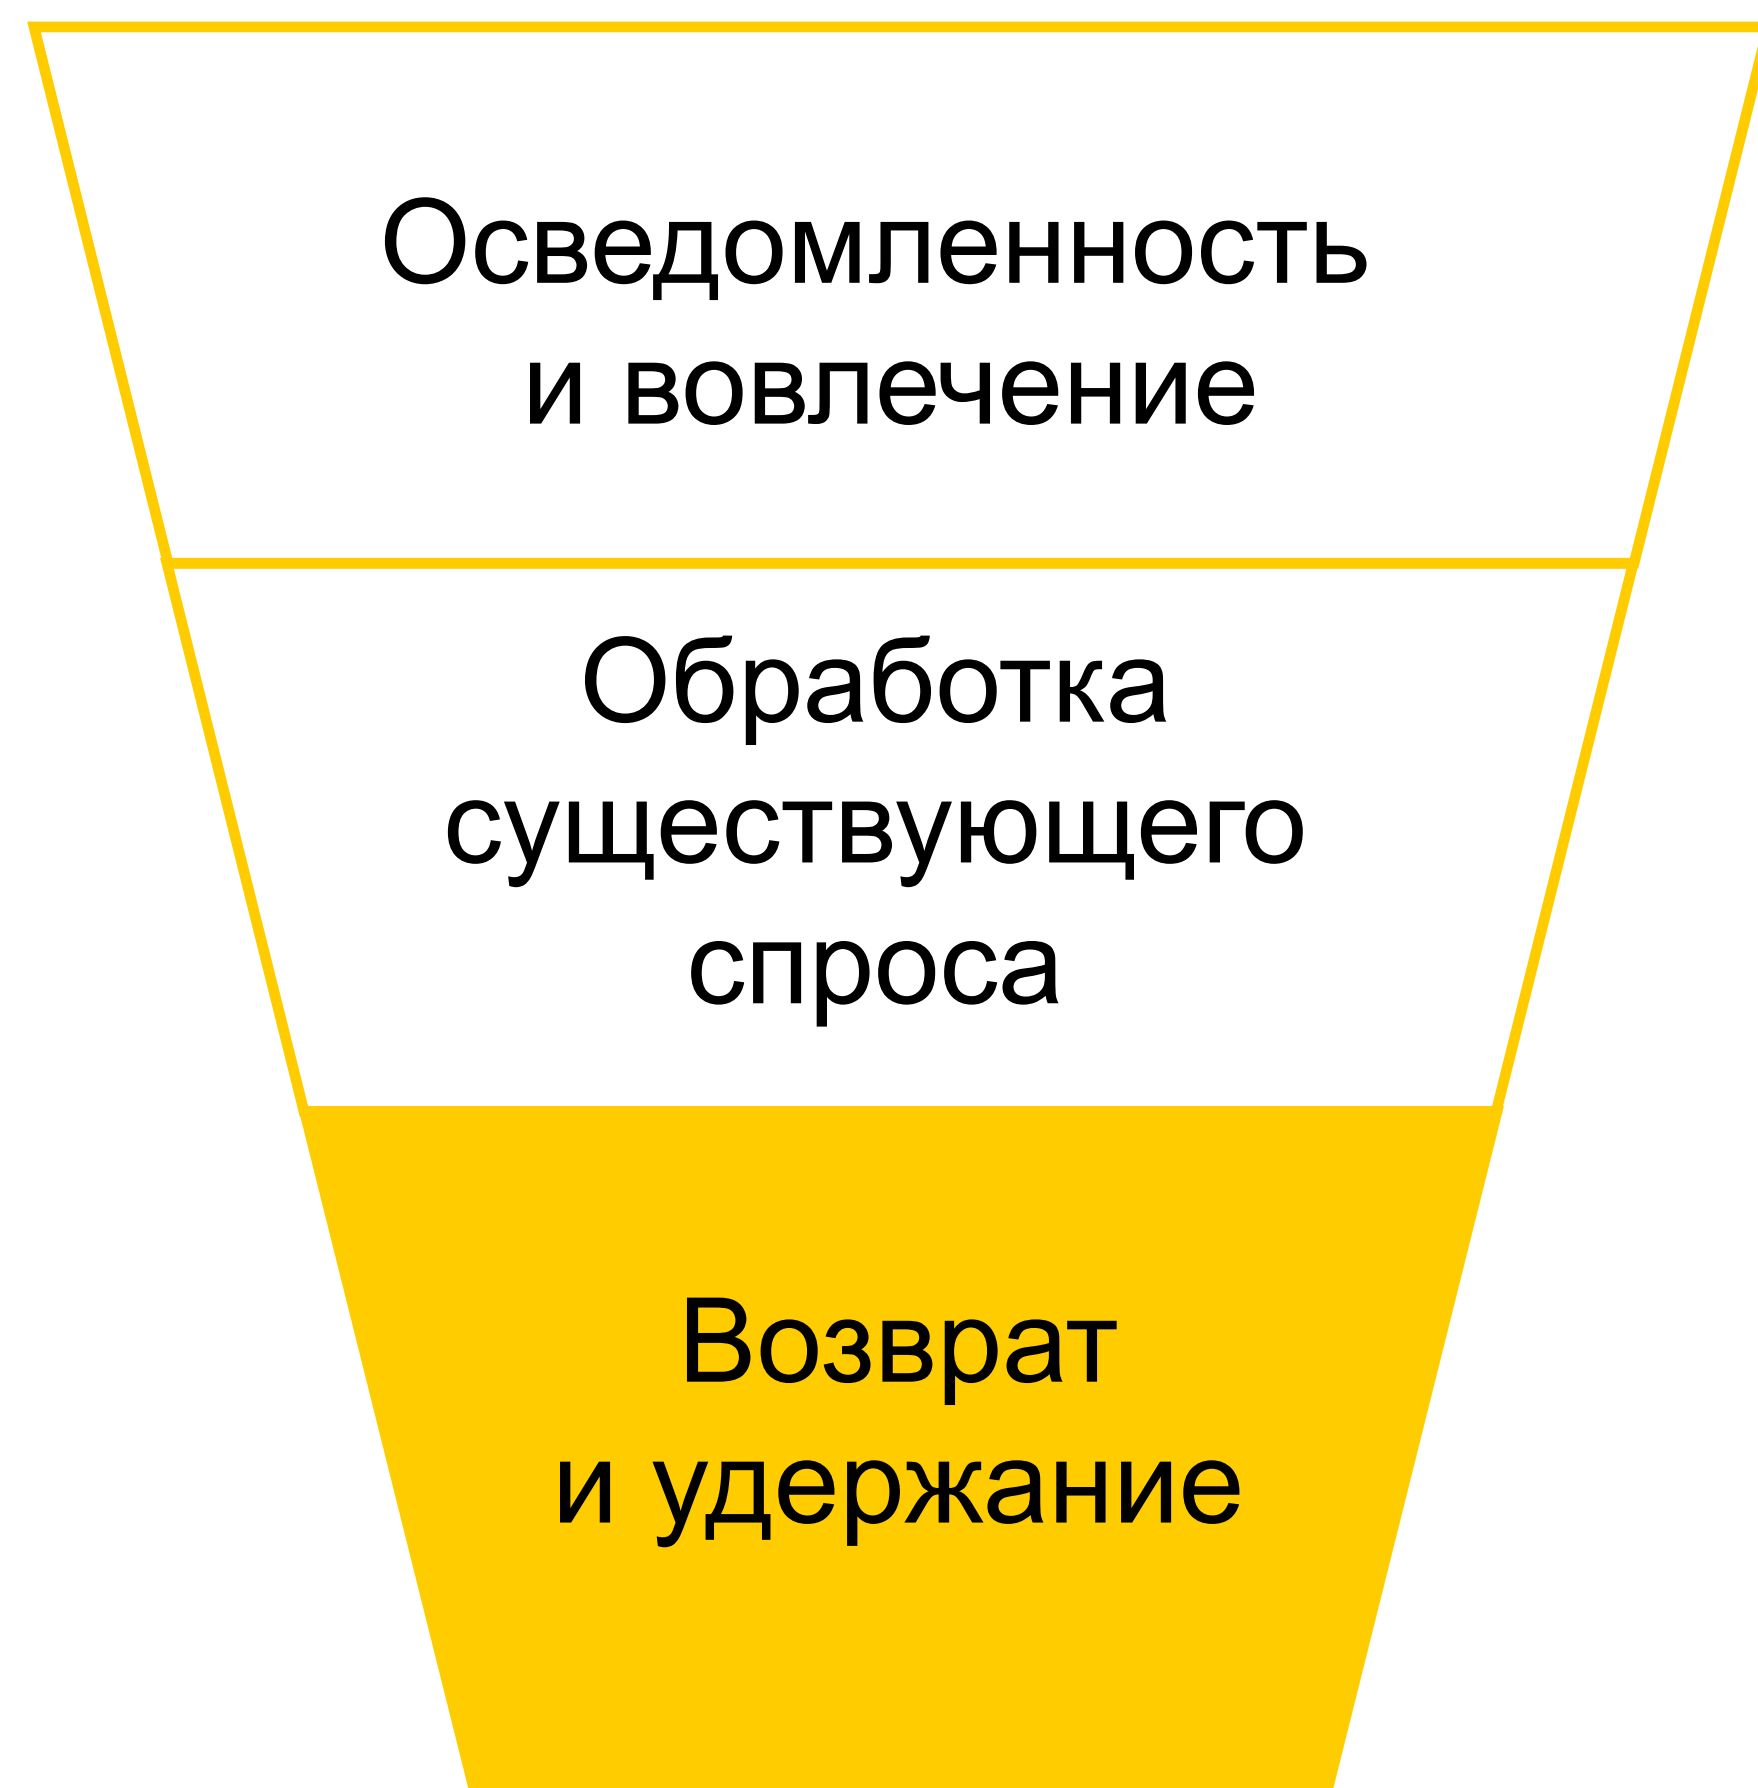 Осведомленность
и вовлечение
Обработка
существующего
спроса
Возврат
и удержание